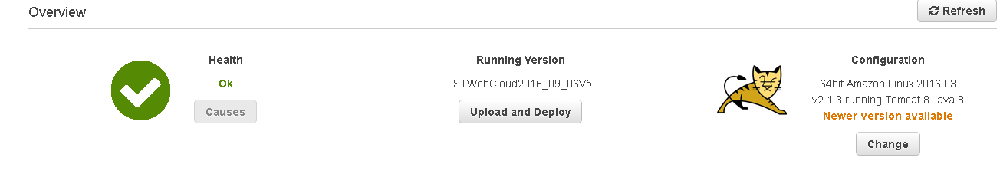 Overview
Refresh
Health
Ok
Causes
Running Version
JSTWebCloud2016_09_06V5
Upload and Deploy
Configuration
64bit Amazon Linux 2016.03
v2.1.3 running Tomcat 8 Java 8
Newer version available
Change